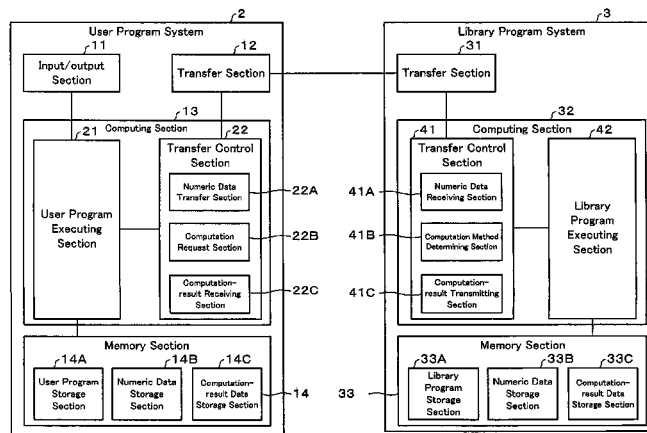 2
User Program System
11
12
Input/output
Section
Transfer Section
13
Computing Section
21
22
User Program
Executing
Section
Transfer Control
Section
Numeric Data
Transfer Section
22A
Computation
Request Section
22B
Computation-
result Receiving
Section
22C
Memory Section
14A
14B
14C
User Program
Storage
Section
Numeric Data
Storage
Section
Computation-
result Data
Storage Section
14
3
Library Program System
31
Transfer Section
32
Computing Section
41
42
Transfer Control
Section
41A
Numeric Data
Receiving Section
41B
Computation Method
Determining Section
41C
Computation-
result Transmitting
Section
Library
Program
Executing
Section
Memory Section
33A
33B
33C
Library
Program
Storage
Section
Numeric Data
Storage
Section
Computation-
result Data
Storage Section
33